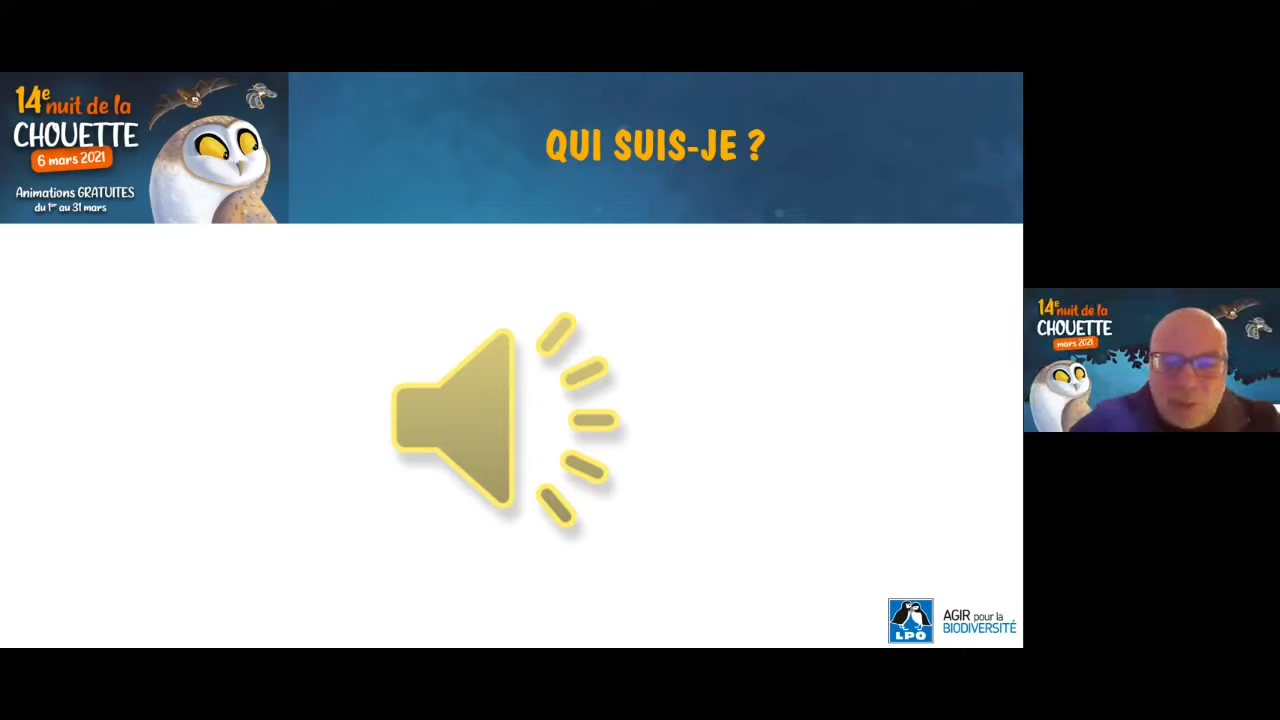 14e nuit de la
CHOUETTE
6 mars 2021
Animations GRATUITES
du 1er au 31 mars
QUI SUIS-JE ?
14e nuit de la
CHOUETTE
mars 2021
LPO
AGIR pour la
BIODIVERSITÉ